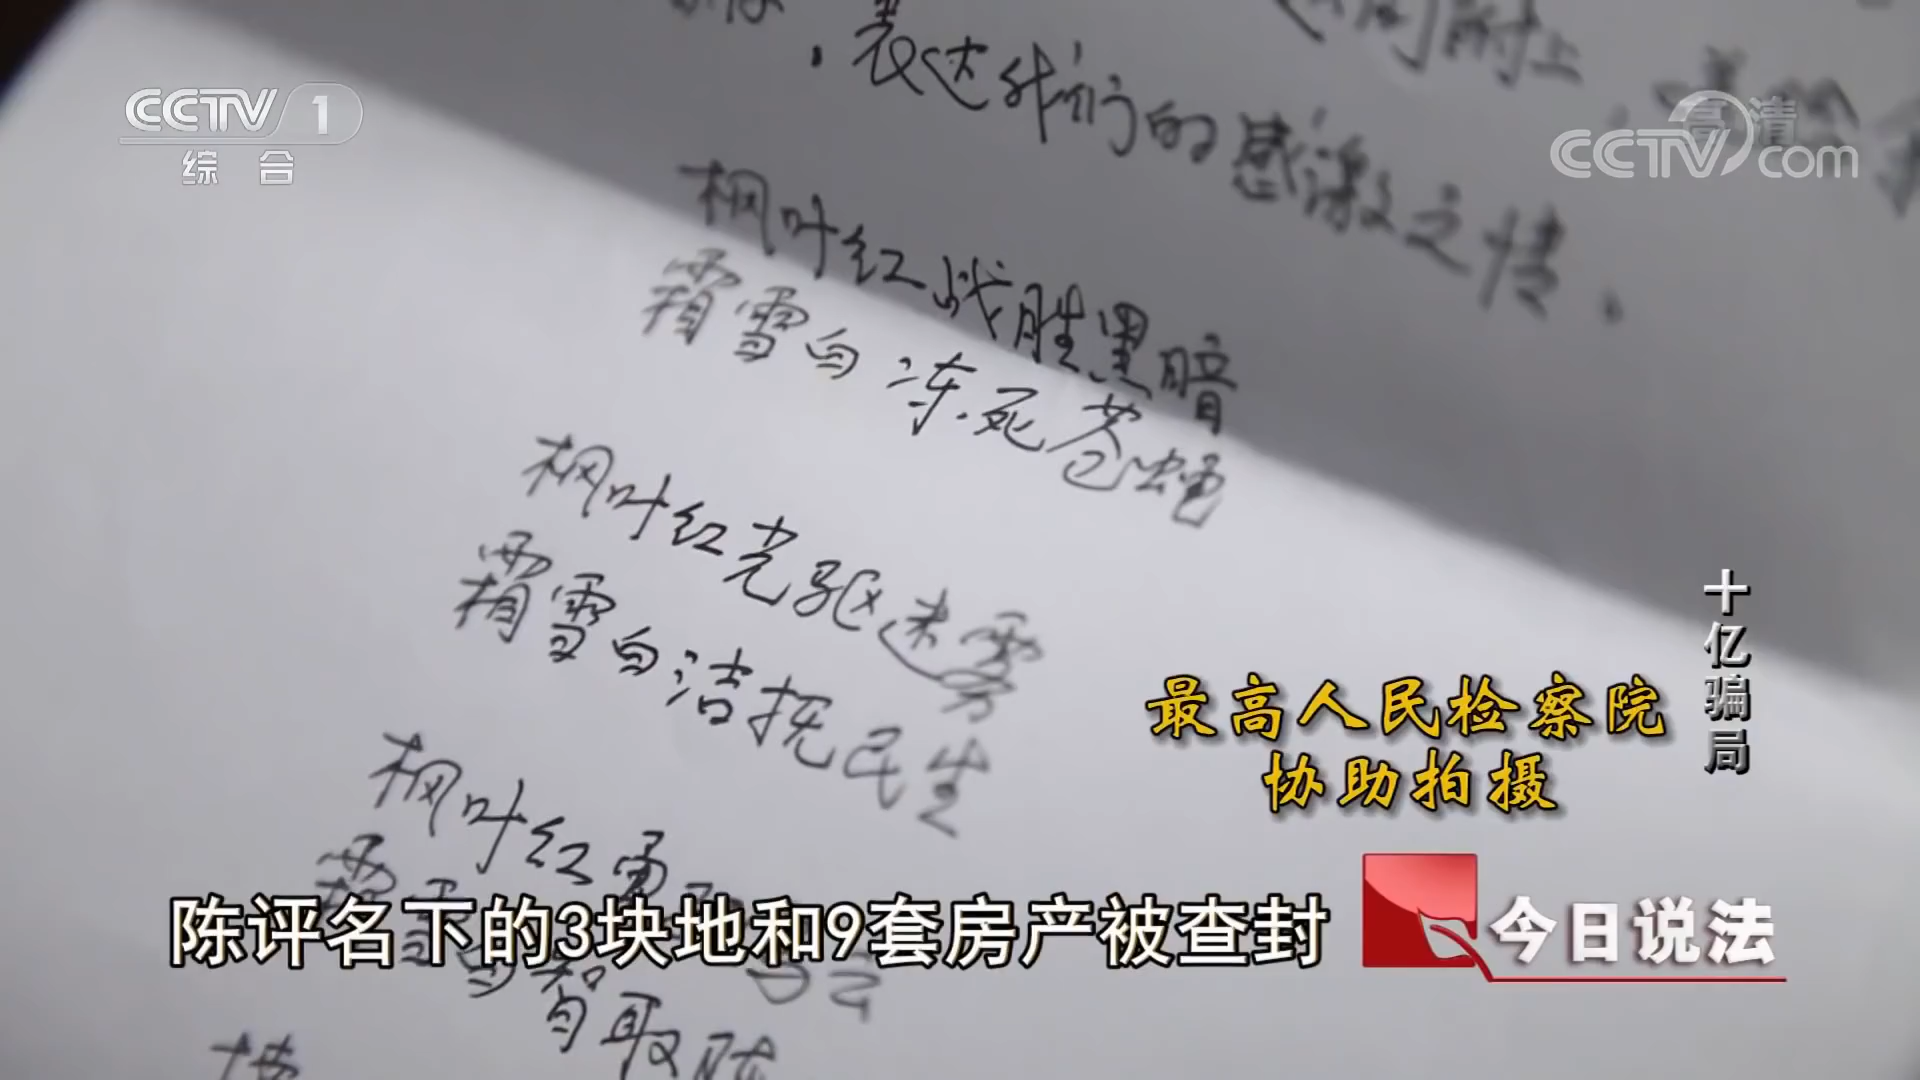 CCTV 1
综合
高清
CCTV com
表达我们的感激之情。
枫叶红战胜黑暗
霜雪白冻死苍蝇
枫叶红光驱迷雾
霜雪白洁抚民生
枫叶红
智取
最高人民检察院
协助拍摄
十亿骗局
陈评名下的3块地和9套房产被查封
今日说法